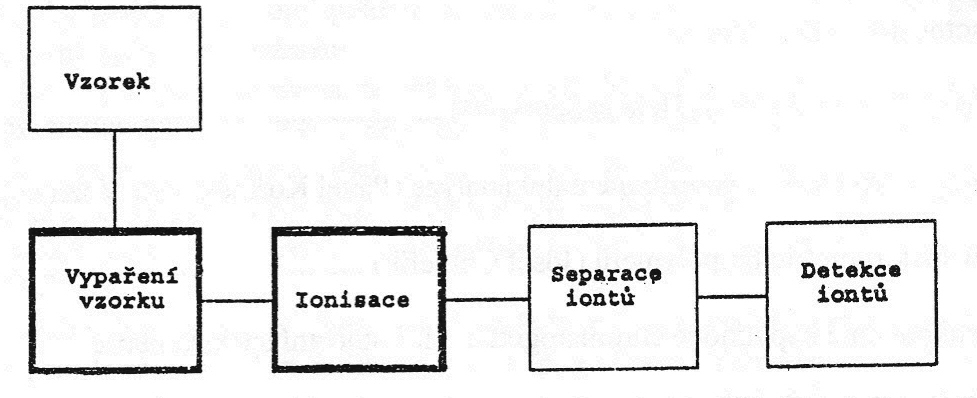 Vzorek
Vypaření
vzorku
Ionisace
Separace
iontů
Detekce
iontů